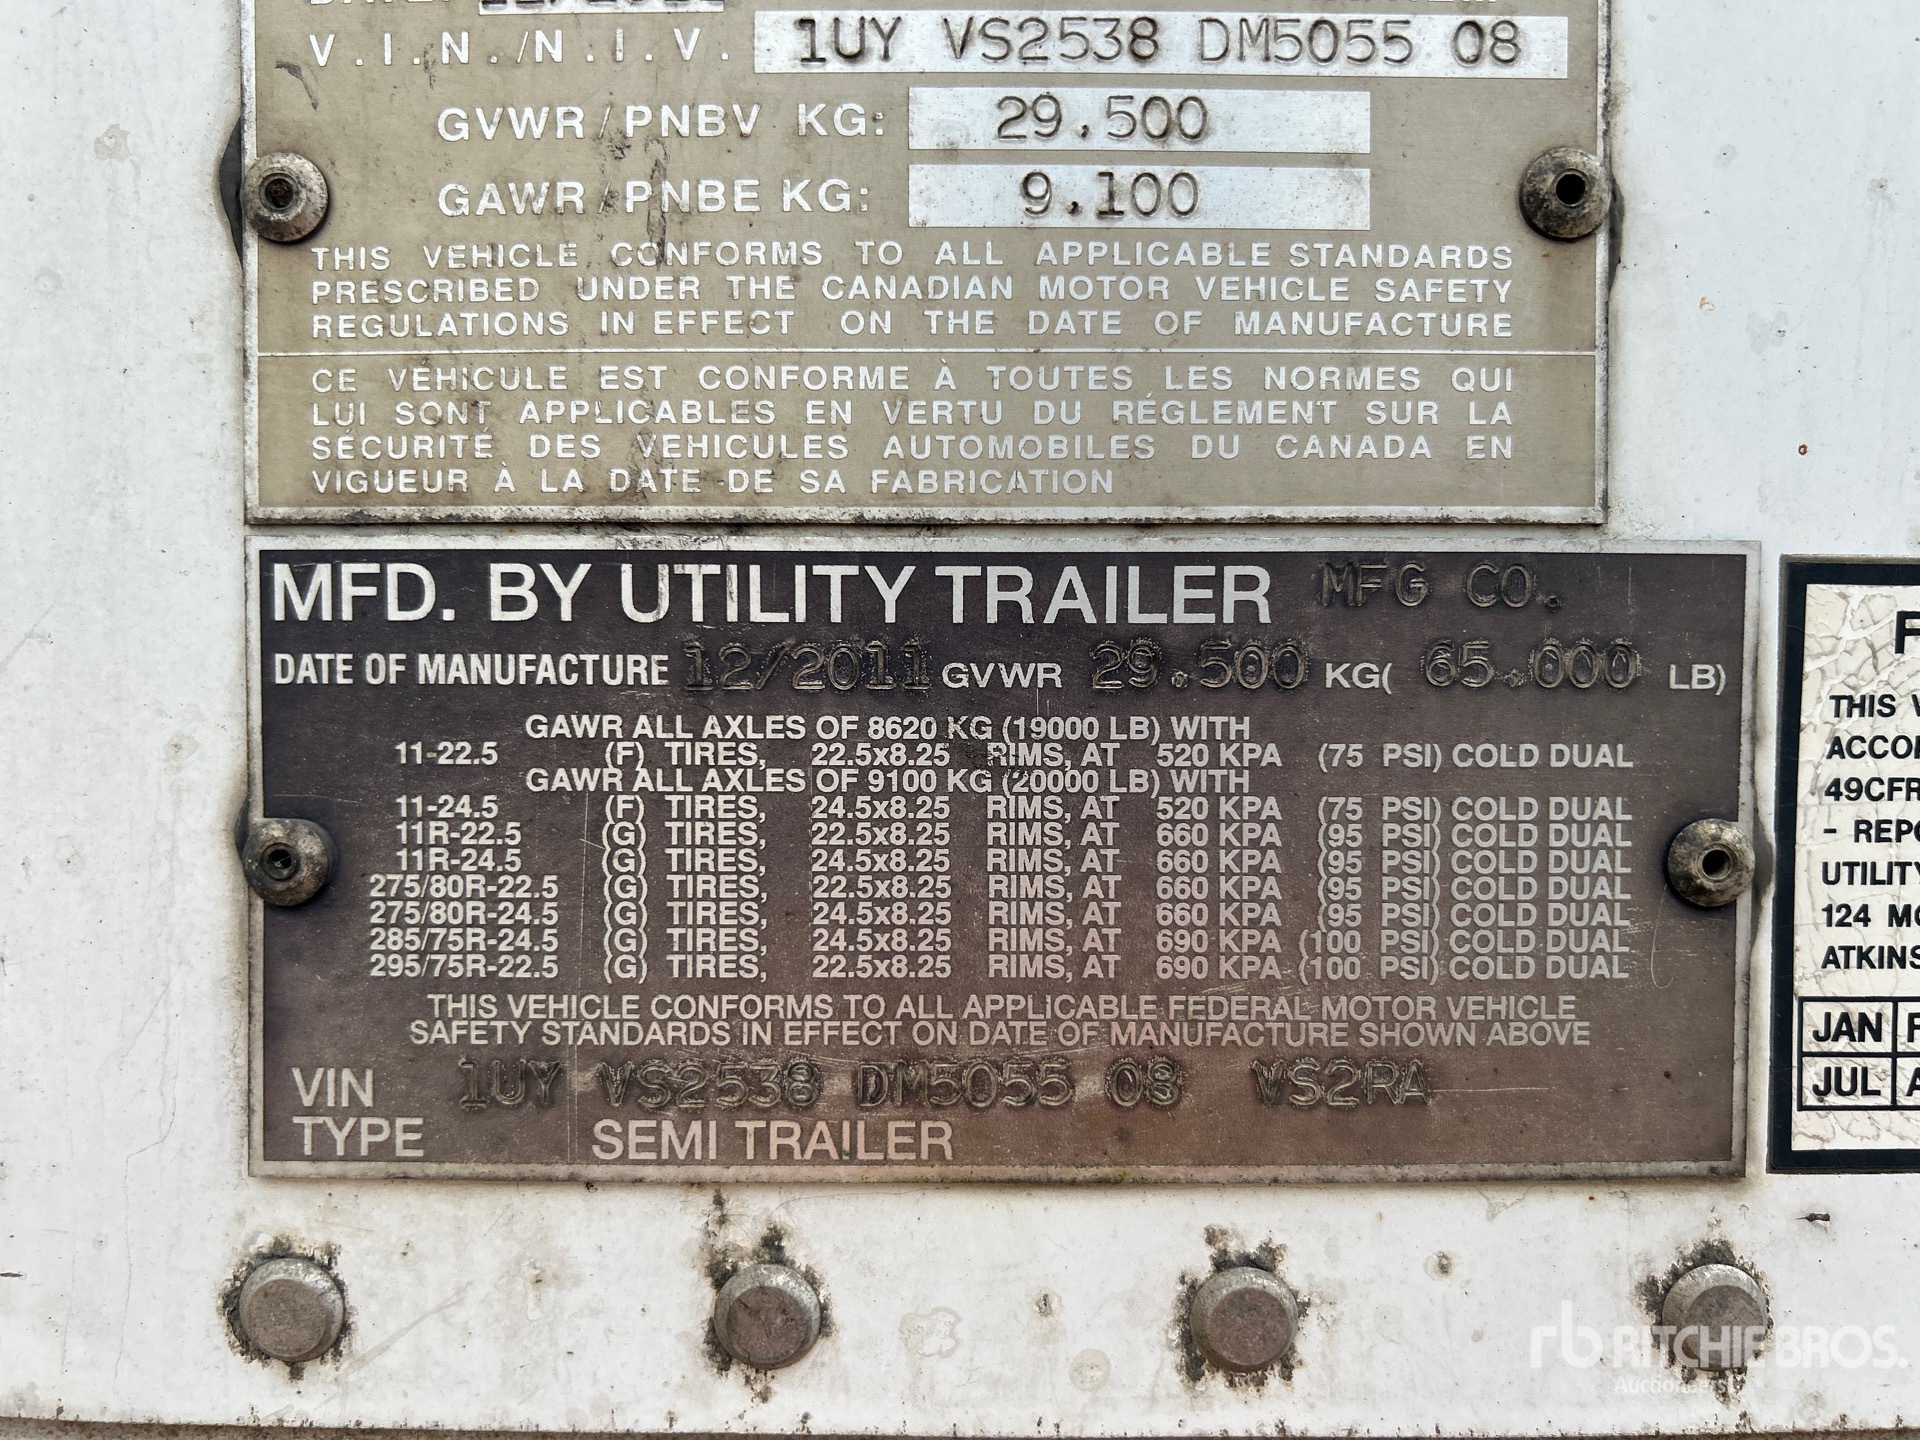 V.I.N./N.I.V. 1UY VS2538 DM5055 08
GVWR/PNBV KG: 29.500
GAWR/PNBE KG: 9.100
THIS VEHICLE CONFORMS TO ALL APPLICABLE STANDARDS
PRESCRIBED UNDER THE CANADIAN MOTOR VEHICLE SAFETY
REGULATIONS IN EFFECT ON THE DATE OF MANUFACTURE
CE VÉHICULE EST CONFORME À TOUTES LES NORMES QUI
LUI SONT APPLICABLES EN VERTU DU RÉGLEMENT SUR LA
SÉCURITÉ DES VÉHICULES AUTOMOBILES DU CANADA EN
VIGUEUR À LA DATE DE SA FABRICATION
MFD. BY UTILITY TRAILER MFG CO.
DATE OF MANUFACTURE 12/2011 GVWR 29.500 KG( 65.000 LB)
GAWR ALL AXLES OF 8620 KG (19000 LB) WITH
11-22.5 (F) TIRES, 22.5x8.25 RIMS, AT 520 KPA (75 PSI) COLD DUAL
GAWR ALL AXLES OF 9100 KG (20000 LB) WITH
11-24.5 (F) TIRES, 24.5x8.25 RIMS, AT 520 KPA (75 PSI) COLD DUAL
11R-22.5 (G) TIRES, 22.5x8.25 RIMS, AT 660 KPA (95 PSI) COLD DUAL
11R-24.5 (G) TIRES, 24.5x8.25 RIMS, AT 660 KPA (95 PSI) COLD DUAL
275/80R-22.5 (G) TIRES, 22.5x8.25 RIMS, AT 660 KPA (95 PSI) COLD DUAL
275/80R-24.5 (G) TIRES, 24.5x8.25 RIMS, AT 660 KPA (95 PSI) COLD DUAL
285/75R-24.5 (G) TIRES, 24.5x8.25 RIMS, AT 690 KPA (100 PSI) COLD DUAL
295/75R-22.5 (G) TIRES, 22.5x8.25 RIMS, AT 690 KPA (100 PSI) COLD DUAL
THIS VEHICLE CONFORMS TO ALL APPLICABLE FEDERAL MOTOR VEHICLE
SAFETY STANDARDS IN EFFECT ON DATE OF MANUFACTURE SHOWN ABOVE
VIN 1UY VS2538 DM5055 08 VS2RA
TYPE SEMI TRAILER
THIS
49CFR
- REPO
UTILITY
124 MO
ATKINS
JAN
JUL
rb RITCHIE BROS.
Auctioneers